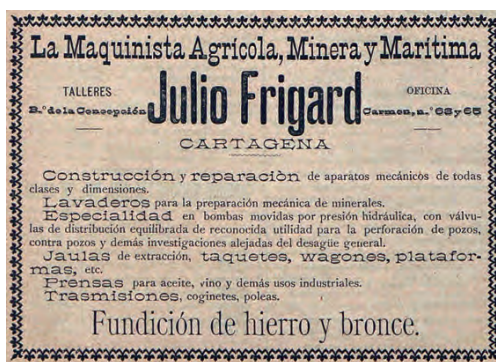 La Maquinista Agrícola, Minera y Marítima
TALLERES
B.º de la Concepción
Julio Frigard
OFICINA
Carmen, n.º 63 y 65
CARTAGENA
Construcción y reparaciòn de aparatos mecánicos de todas
clases y dimensiones.
Lavaderos para la preparación mecánica de minerales.
Especialidad en bombas movidas por presión hidráulica, con válvu-
las de distribución equilibrada de reconocida utilidad para la perforación de pozos,
contra pozos y demás investigaciones alejadas del desagüe general.
Jaulas de extracción, taquetes, wagones, platafor-
mas, etc.
Prensas para aceite, vino y demás usos industriales.
Trasmisiones, coginetes, poleas.
Fundición de hierro y bronce.